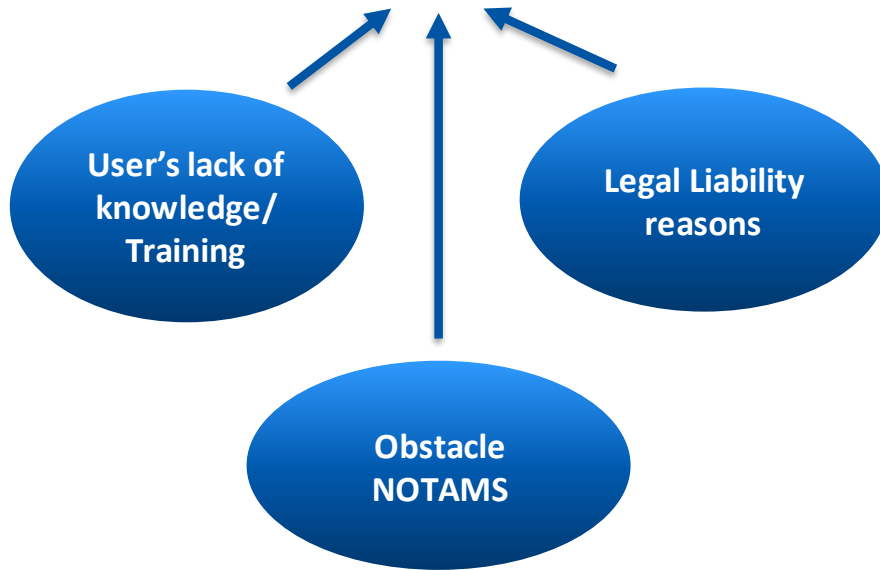 User’s lack of
knowledge/
Training
Legal Liability
reasons
Obstacle
NOTAMS